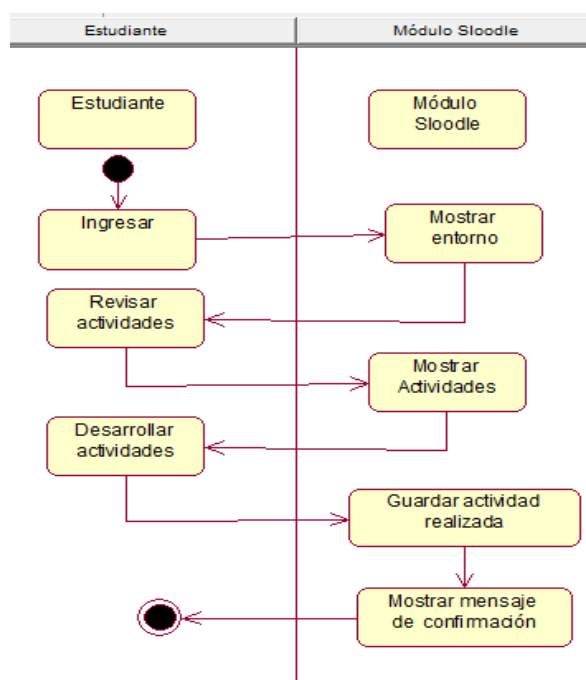 Estudiante
Módulo Sloodle
Estudiante
Módulo
Sloodle
Ingresar
Mostrar
entorno
Revisar
actividades
Mostrar
Actividades
Desarrollar
actividades
Guardar actividad
realizada
Mostrar mensaje
de confirmación